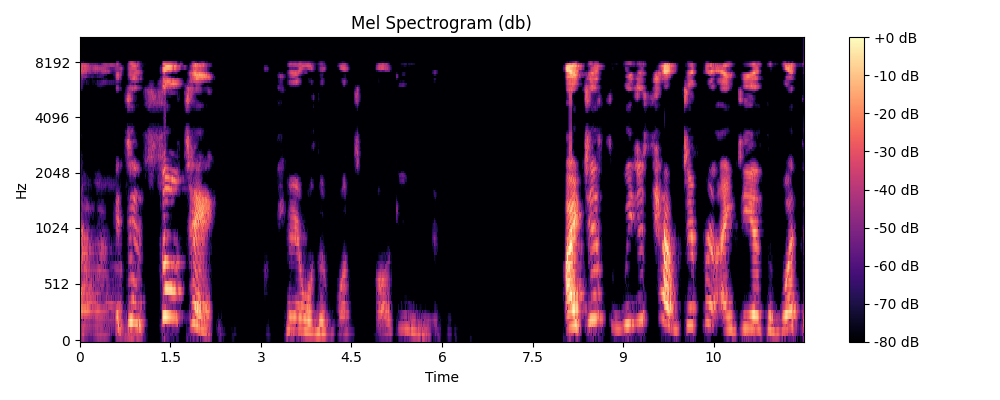 Mel Spectrogram (db)
8192
4096
2048
1024
512
0
Hz
0 1.5 3 4.5 6 7.5 9 10
Time
+0 dB
-10 dB
-20 dB
-30 dB
-40 dB
-50 dB
-60 dB
-70 dB
-80 dB